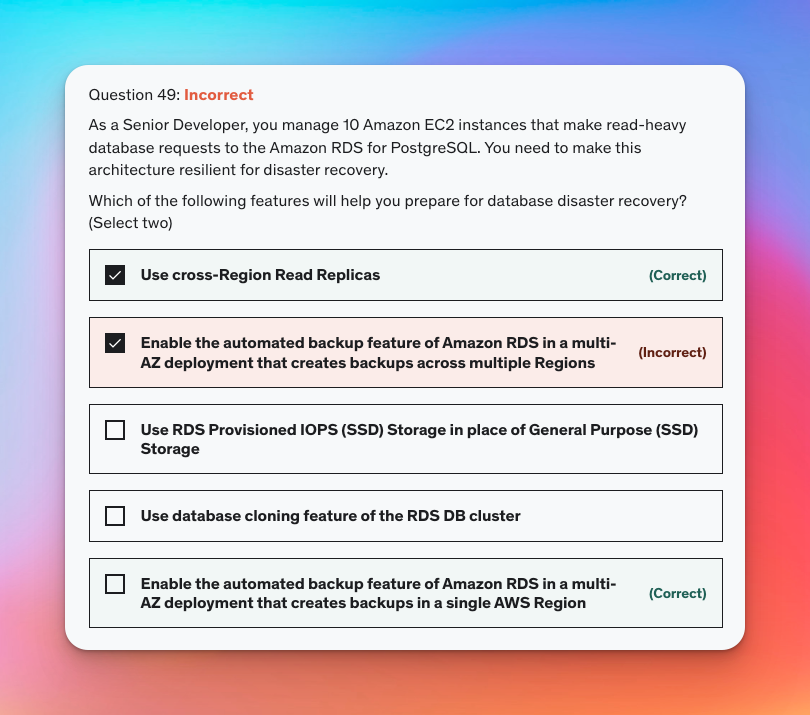 Question 49: Incorrect
As a Senior Developer, you manage 10 Amazon EC2 instances that make read-heavy
database requests to the Amazon RDS for PostgreSQL. You need to make this
architecture resilient for disaster recovery.
Which of the following features will help you prepare for database disaster recovery?
(Select two)
Use cross-Region Read Replicas (Correct)
Enable the automated backup feature of Amazon RDS in a multi-
AZ deployment that creates backups across multiple Regions (Incorrect)
Use RDS Provisioned IOPS (SSD) Storage in place of General Purpose (SSD)
Storage
Use database cloning feature of the RDS DB cluster
Enable the automated backup feature of Amazon RDS in a multi-
AZ deployment that creates backups in a single AWS Region (Correct)